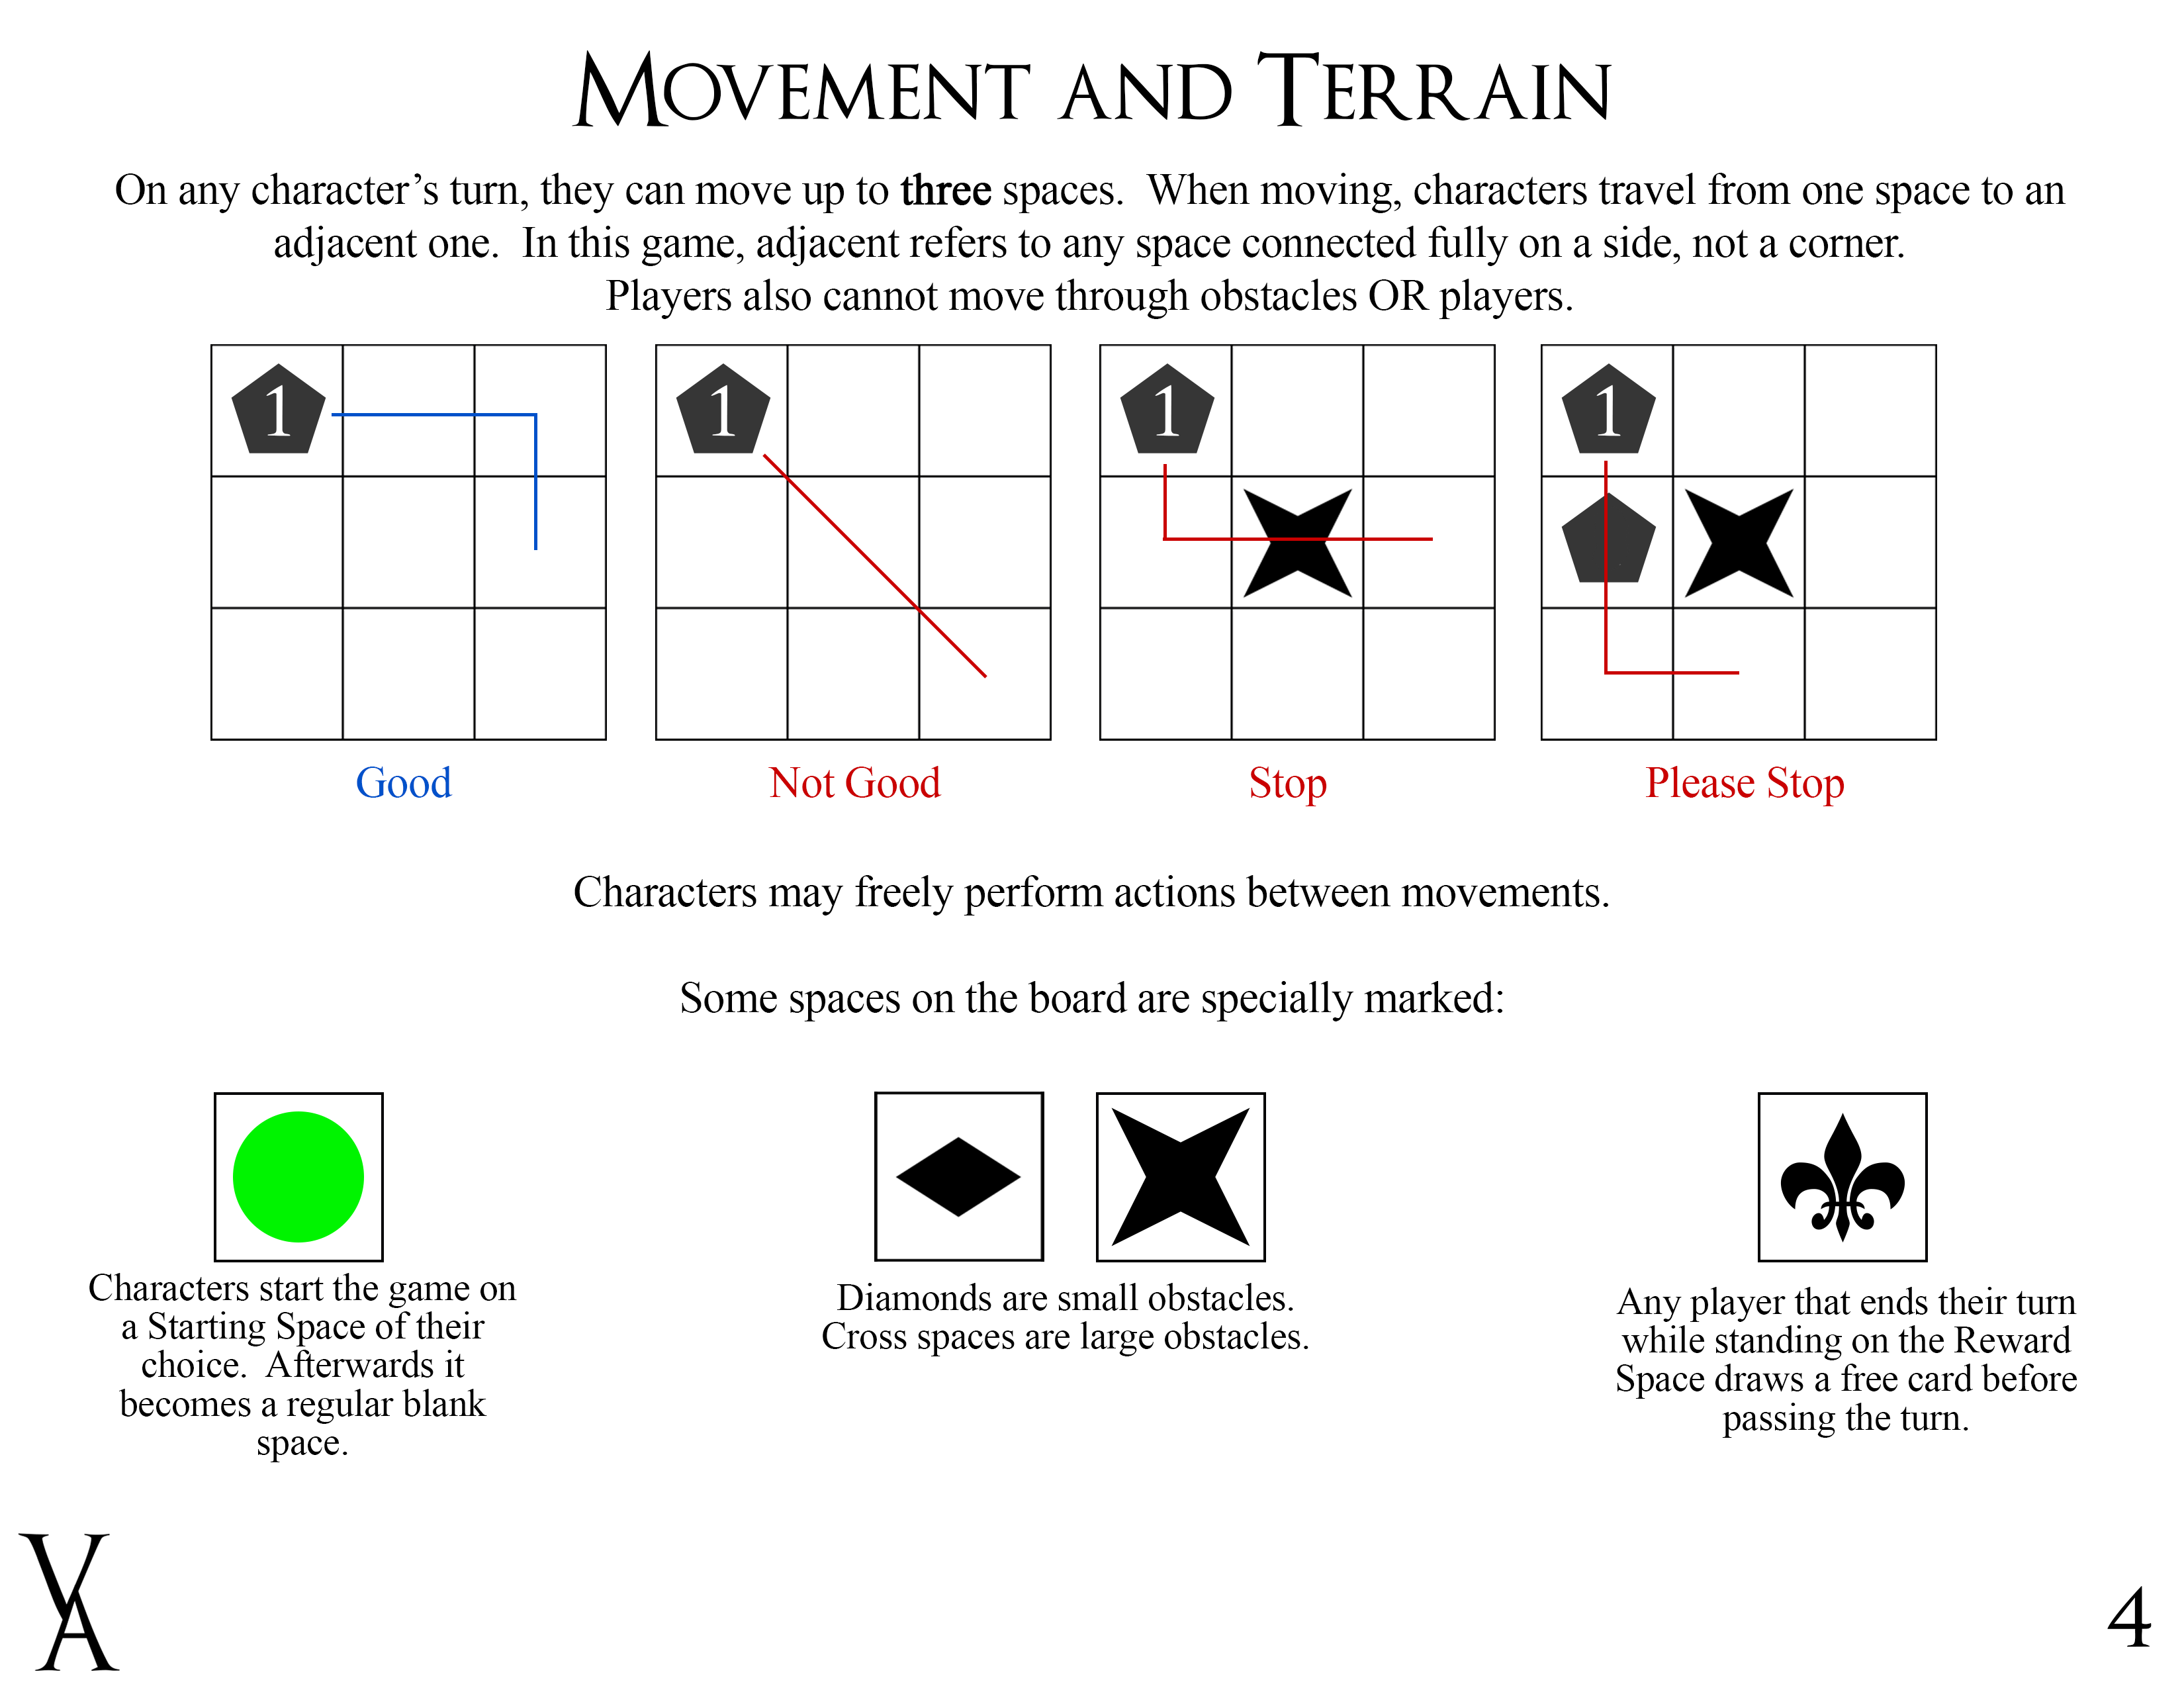 Movement and Terrain
On any character’s turn, they can move up to three spaces.  When moving, characters travel from one space to an
adjacent one.  In this game, adjacent refers to any space connected fully on a side, not a corner.
Players also cannot move through obstacles OR players.
1 1 1 1
Good Not Good Stop Please Stop
Characters may freely perform actions between movements.
Some spaces on the board are specially marked:
Characters start the game on
a Starting Space of their
choice.  Afterwards it
becomes a regular blank
space.
Diamonds are small obstacles.
Cross spaces are large obstacles.
Any player that ends their turn
while standing on the Reward
Space draws a free card before
passing the turn.
VA
4